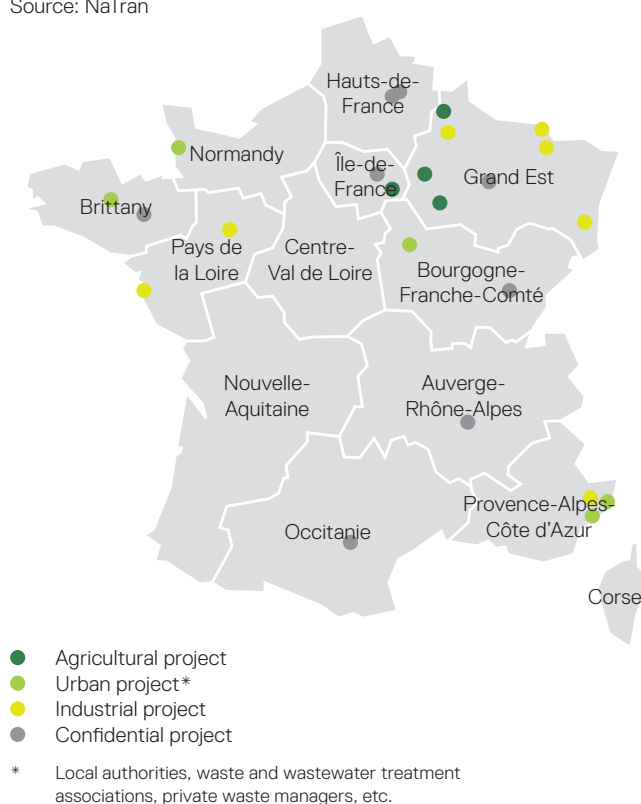 Source: NaTran
Hauts-de-
France
Normandy
Île-de-
France
Grand Est
Brittany
Pays de
la Loire
Centre-
Val de Loire
Bourgogne-
Franche-Comté
Nouvelle-
Aquitaine
Auverge-
Rhône-Alpes
Provence-Alpes-
Côte d'Azur
Occitanie
Corse
Agricultural project
Urban project*
Industrial project
Confidential project
* Local authorities, waste and wastewater treatment
associations, private waste managers, etc.